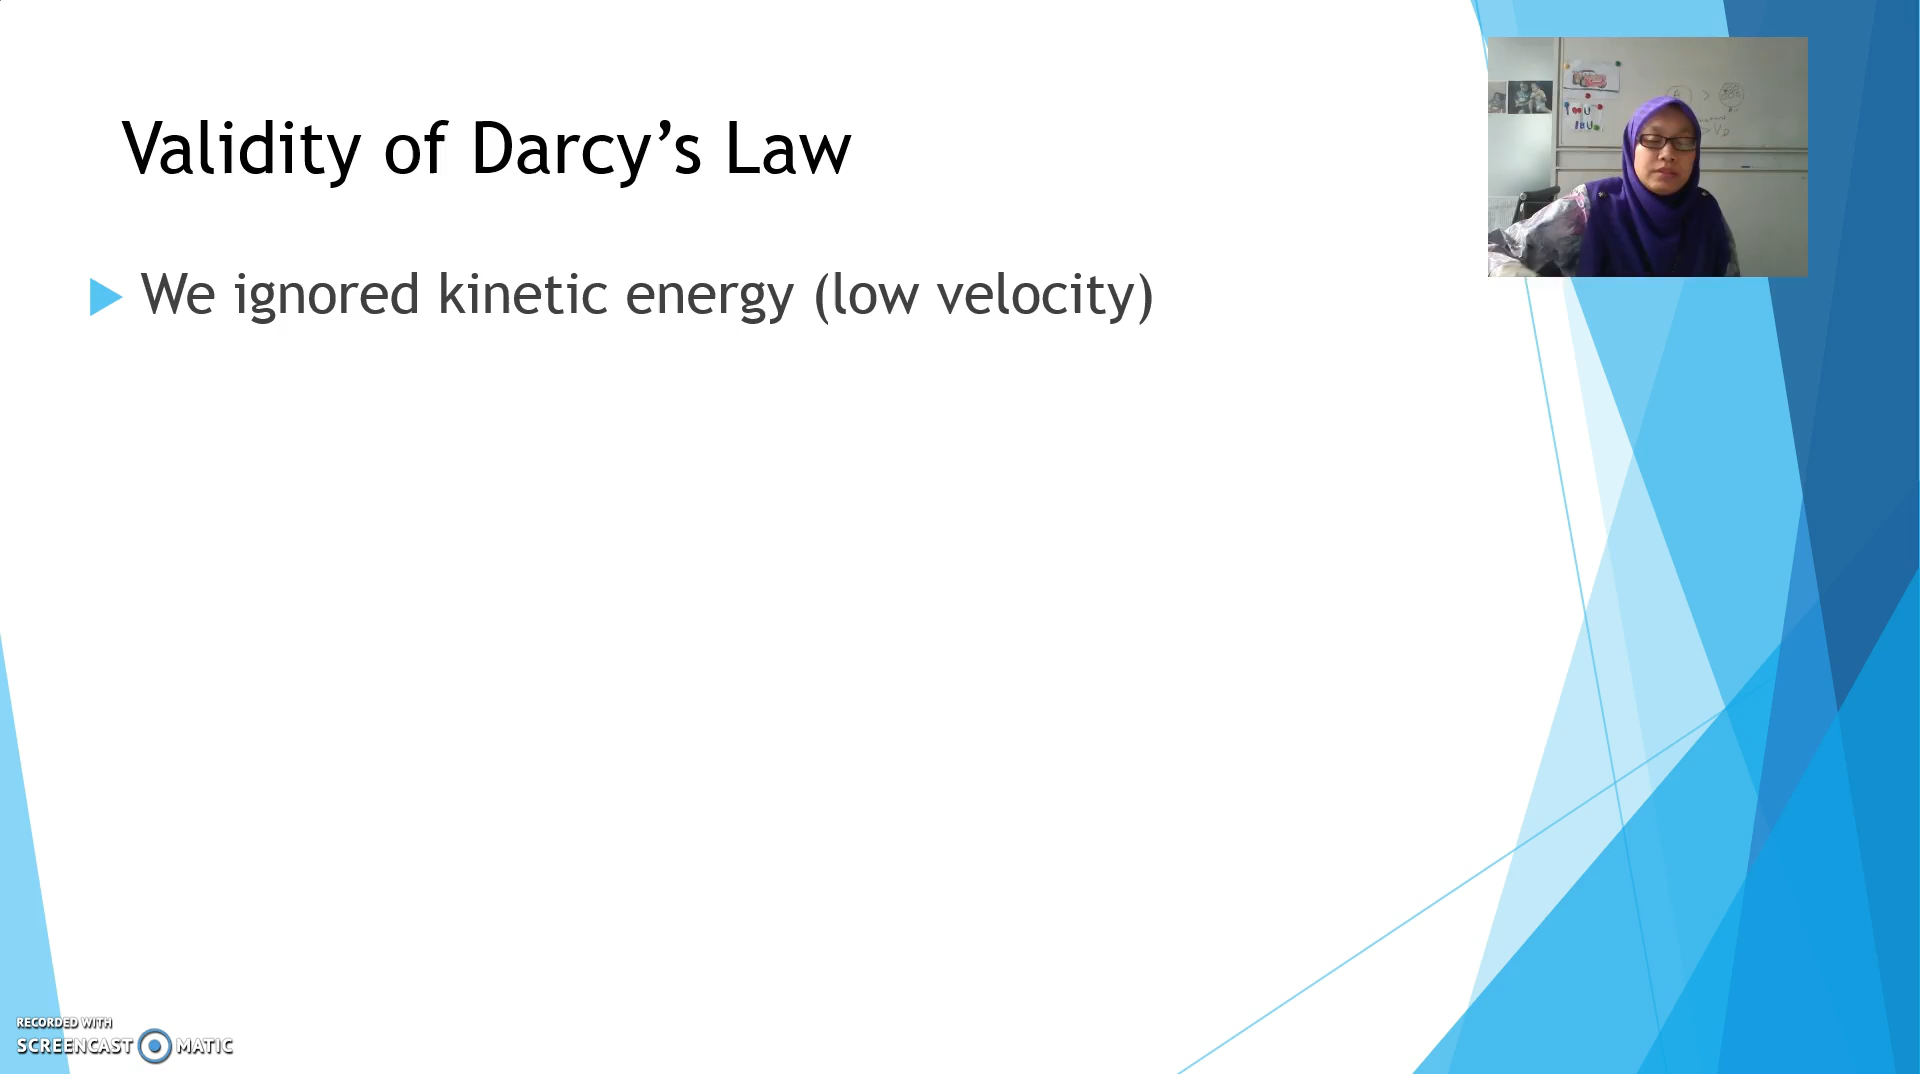 Validity of Darcy’s Law
We ignored kinetic energy (low velocity)
RECORDED WITH
SCREENCAST MATIC